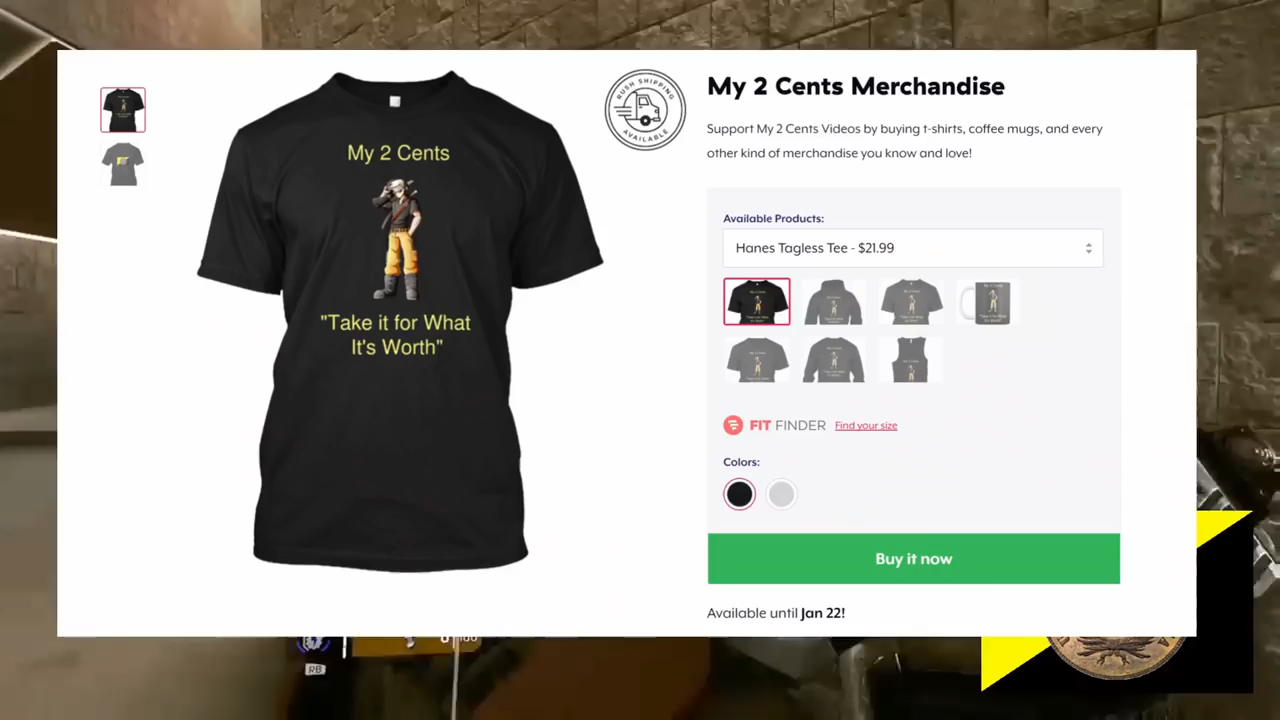 My 2 Cents
"Take it for What
It's Worth"
RUSH SHIPPING
AVAILABLE
My 2 Cents Merchandise
Support My 2 Cents Videos by buying t-shirts, coffee mugs, and every
other kind of merchandise you know and love!
Available Products:
Hanes Tagless Tee - $21.99
FIT FINDER Find your size
Colors:
Buy it now
Available until Jan 22!
RB